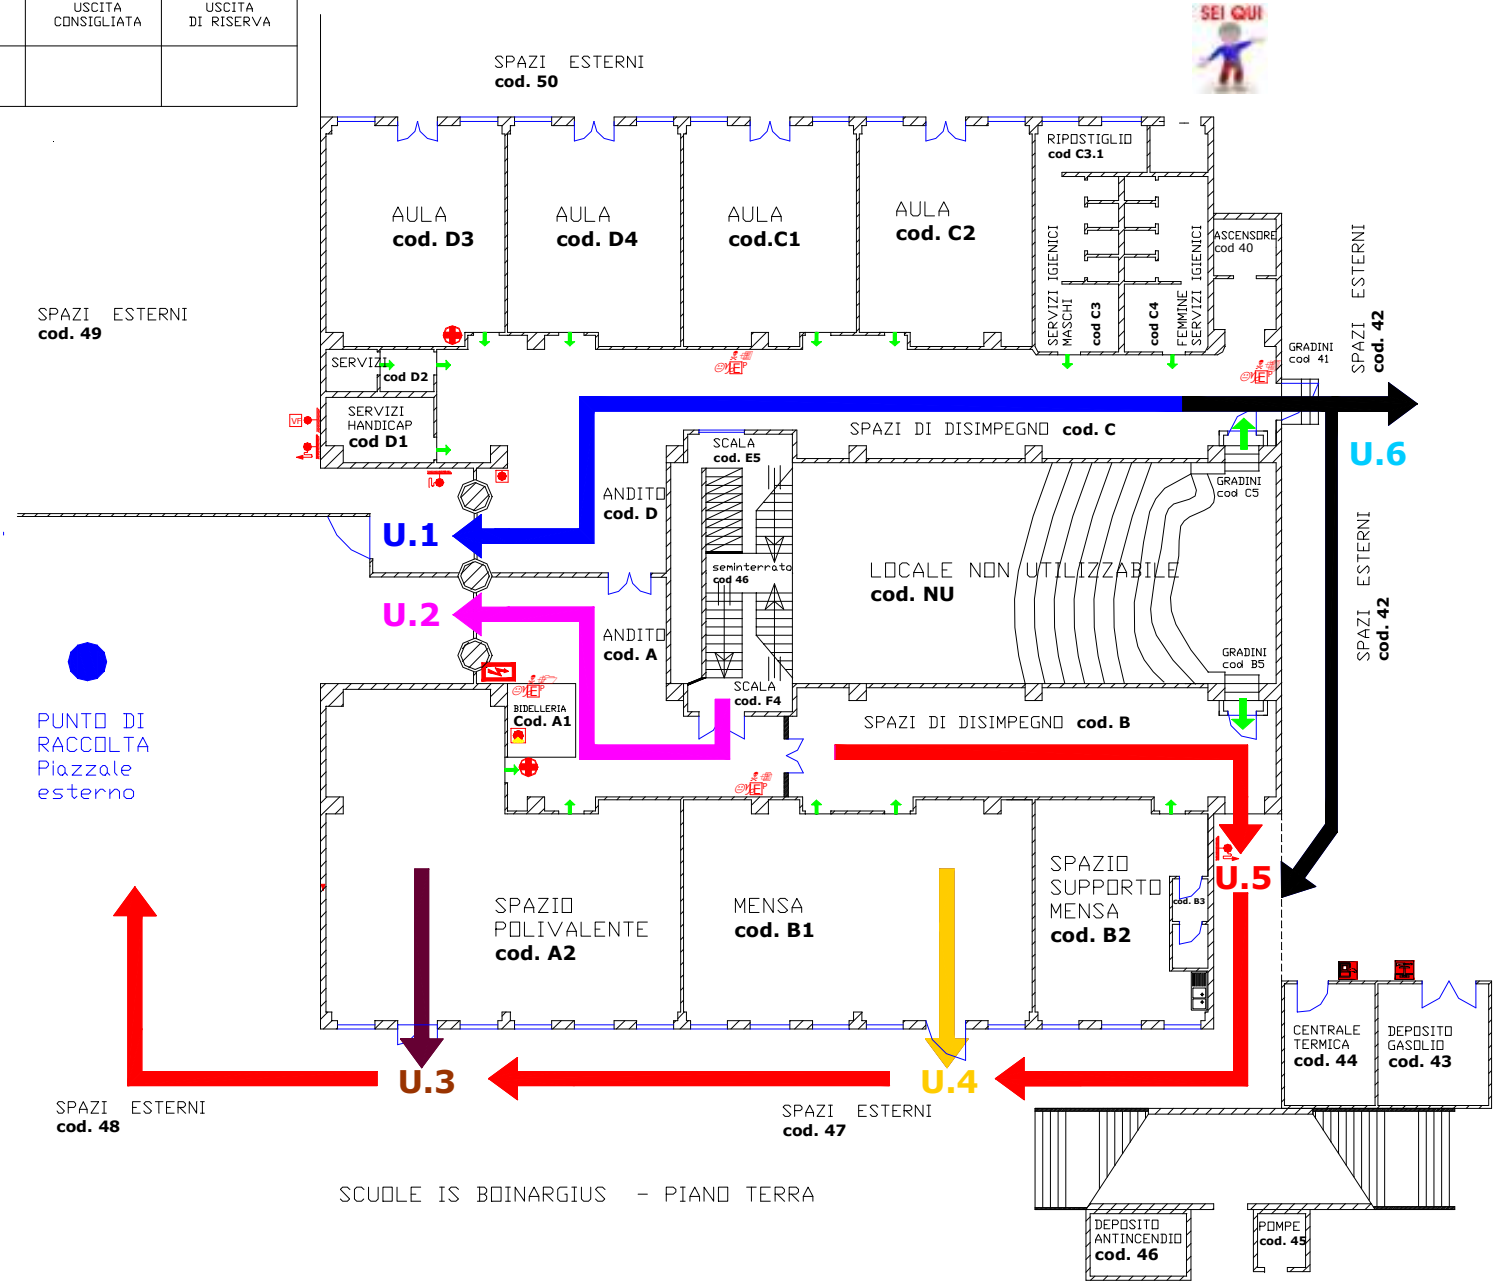 USCITA
CONSIGLIATA
USCITA
DI RISERVA
SEI QUI
SPAZI ESTERNI
cod. 50
RIPOSTIGLIO
cod C3.1
AULA
cod. D3
AULA
cod. D4
AULA
cod.C1
AULA
cod. C2
SERVIZI IGIENICI
MASCHI
cod C3
cod C4
FEMMINE
SERVIZI IGIENICI
ASCENSORE
cod 40
SPAZI ESTERNI
cod. 42
GRADINI
cod 41
SPAZI ESTERNI
cod. 49
SERVIZI
cod D2
SERVIZI
HANDICAP
cod D1
VF
E
E
SPAZI DI DISIMPEGNO cod. C
U.6
SCALA
cod. E5
GRADINI
cod C5
ANDITO
cod. D
U.1
seminterrato
cod 46
LOCALE NON UTILIZZABILE
cod. NU
SPAZI ESTERNI
cod. 42
U.2
ANDITO
cod. A
GRADINI
cod B5
SCALA
cod. F4
E
BIDELLERIA
Cod. A1
SPAZI DI DISIMPEGNO cod. B
PUNTO DI
RACCOLTA
Piazzale
esterno
E
U.5
SPAZIO
POLIVALENTE
cod. A2
MENSA
cod. B1
SPAZIO
SUPPORTO
MENSA
cod. B2
cod. B3
CENTRALE
TERMICA
cod. 44
DEPOSITO
GASOLIO
cod. 43
U.3
U.4
SPAZI ESTERNI
cod. 48
SPAZI ESTERNI
cod. 47
SCUOLE IS BOINARGIUS - PIANO TERRA
DEPOSITO
ANTINCENDIO
cod. 46
POMPE
cod. 45